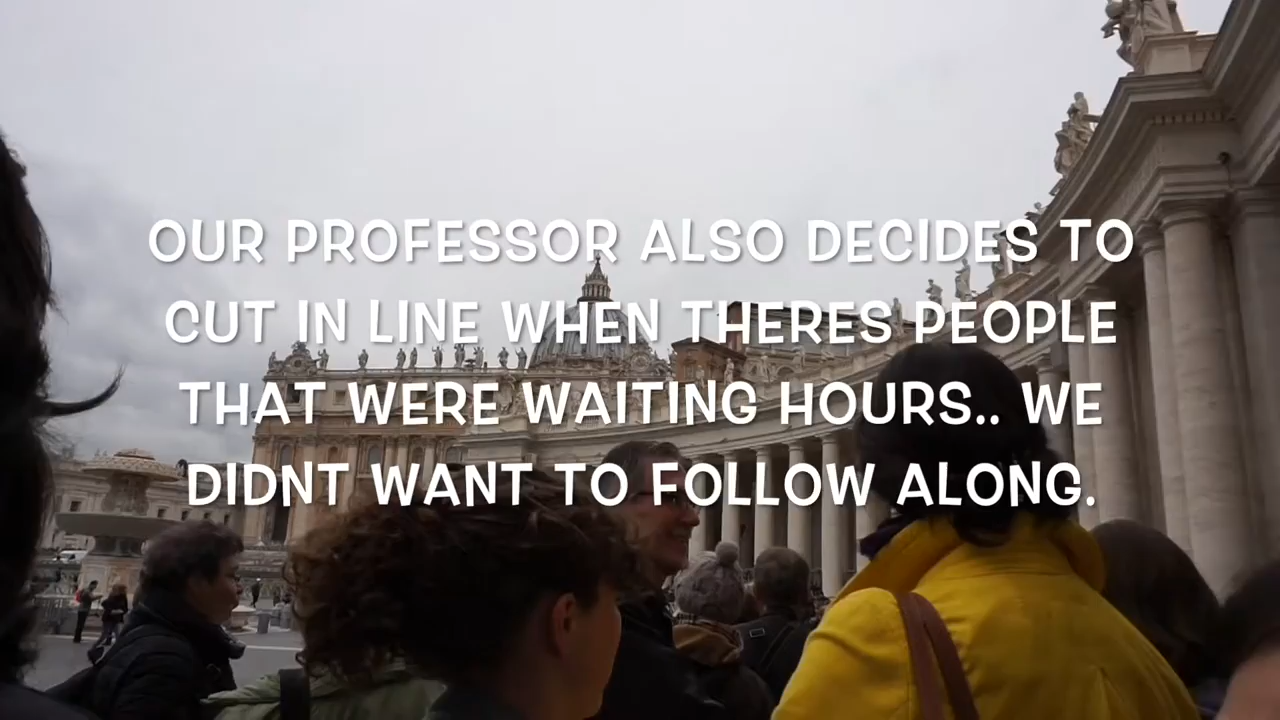 OUR PROFESSOR ALSO DECIDES TO
CUT IN LINE WHEN THERES PEOPLE
THAT WERE WAITING HOURS.. WE
DIDNT WANT TO FOLLOW ALONG.